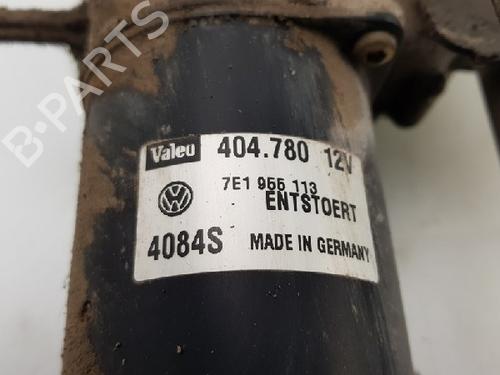 B-PARTS
Valeo 404.780 12V
7E1 955 113
ENTSTOERT
4084S MADE IN GERMANY